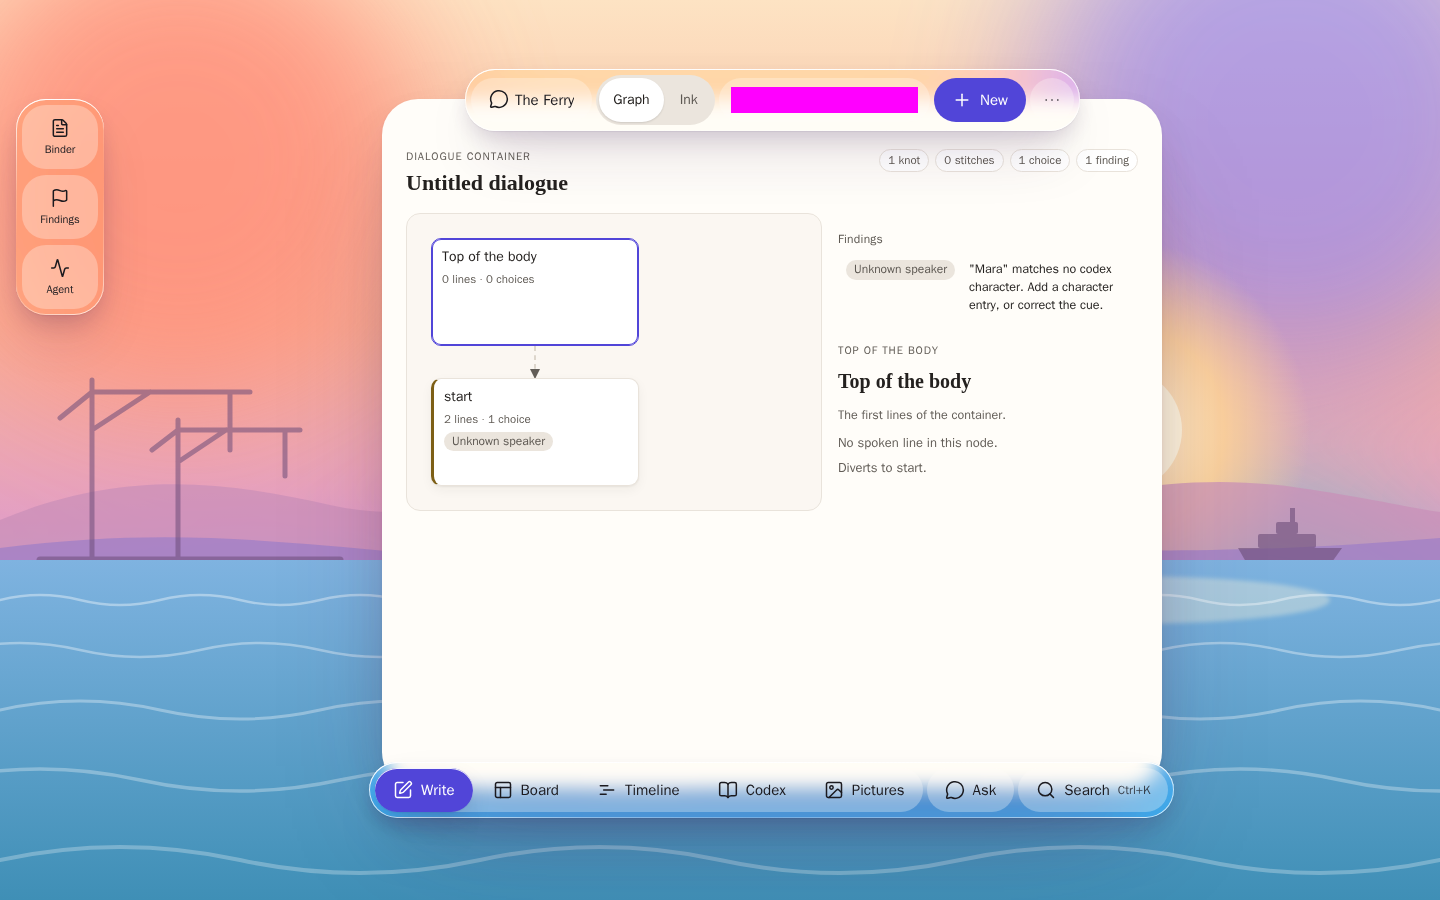 The Ferry
Graph
Ink
New
Binder
Findings
Agent
DIALOGUE CONTAINER
Untitled dialogue
1 knot
0 stitches
1 choice
1 finding
Top of the body
0 lines · 0 choices
start
2 lines · 1 choice
Unknown speaker
Findings
Unknown speaker
"Mara" matches no codex
character. Add a character
entry, or correct the cue.
TOP OF THE BODY
Top of the body
The first lines of the container.
No spoken line in this node.
Diverts to start.
Write
Board
Timeline
Codex
Pictures
Ask
Search Ctrl+K